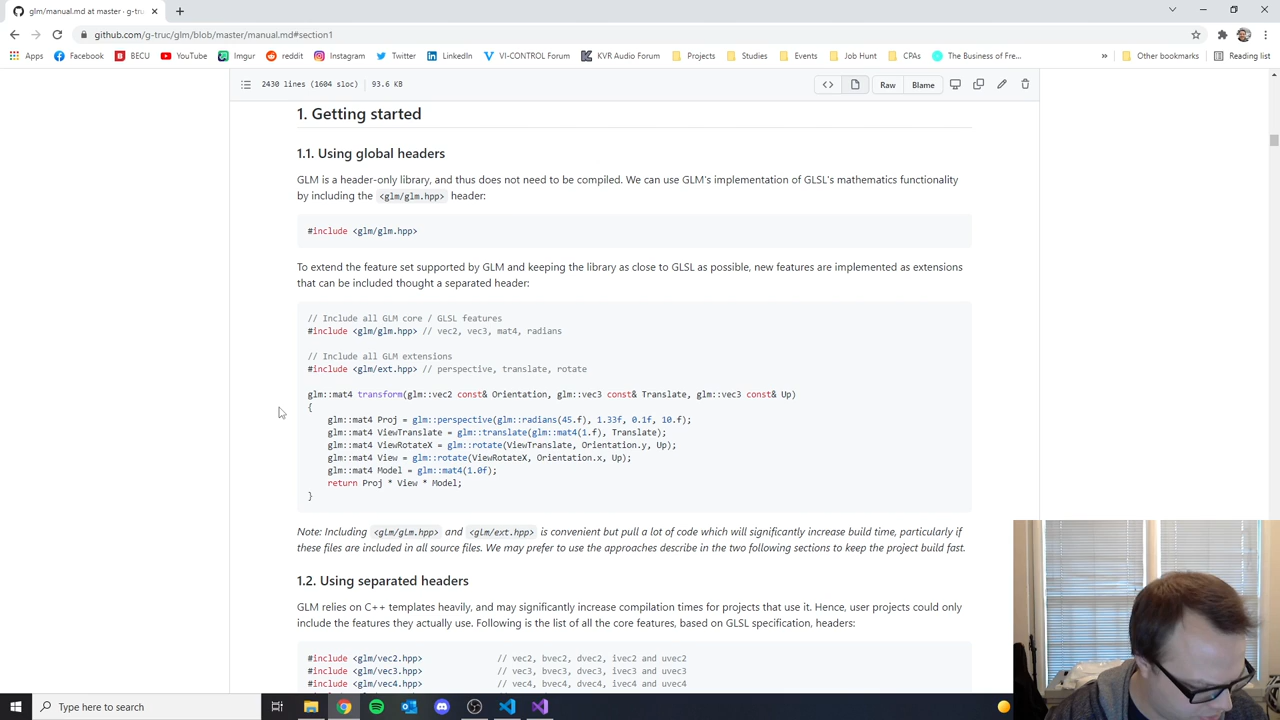 glm/manual.md at master · g-truc
github.com/g-truc/glm/blob/master/manual.md#section1
Apps Facebook BECU YouTube Imgur reddit Instagram Twitter LinkedIn VI-CONTROL Forum KVR Audio Forum Projects Studies Events Job Hunt CPAs The Business of Fre... » Other bookmarks Reading list
2430 lines (1604 sloc) 93.6 KB Raw Blame
1. Getting started
1.1. Using global headers
GLM is a header-only library, and thus does not need to be compiled. We can use GLM's implementation of GLSL's mathematics functionality
by including the <glm/glm.hpp> header:
#include <glm/glm.hpp>
To extend the feature set supported by GLM and keeping the library as close to GLSL as possible, new features are implemented as extensions
that can be included thought a separated header:
// Include all GLM core / GLSL features
#include <glm/glm.hpp> // vec2, vec3, mat4, radians
// Include all GLM extensions
#include <glm/ext.hpp> // perspective, translate, rotate
glm::mat4 transform(glm::vec2 const& Orientation, glm::vec3 const& Translate, glm::vec3 const& Up)
{
glm::mat4 Proj = glm::perspective(glm::radians(45.f), 1.33f, 0.1f, 10.f);
glm::mat4 ViewTranslate = glm::translate(glm::mat4(1.f), Translate);
glm::mat4 ViewRotateX = glm::rotate(ViewTranslate, Orientation.y, Up);
glm::mat4 View = glm::rotate(ViewRotateX, Orientation.x, Up);
glm::mat4 Model = glm::mat4(1.0f);
return Proj * View * Model;
}
Note: Including <glm/glm.hpp> and <glm/ext.hpp> is convenient but pull a lot of code which will significantly increase build time, particularly if
these files are included in all source files. We may prefer to use the approaches describe in the two following sections to keep the project build fast.
1.2. Using separated headers
GLM relies on C++ templates heavily, and may significantly increase compilation times for projects that use it. Hence, user projects could only
include the features they actually use. Following is the list of all the core features, based on GLSL specification, headers:
#include <glm/vec2.hpp> // vec2, bvec2, dvec2, ivec2 and uvec2
#include <glm/vec3.hpp> // vec3, bvec3, dvec3, ivec3 and uvec3
#include <glm/vec4.hpp> // vec4, bvec4, dvec4, ivec4 and uvec4
Type here to search